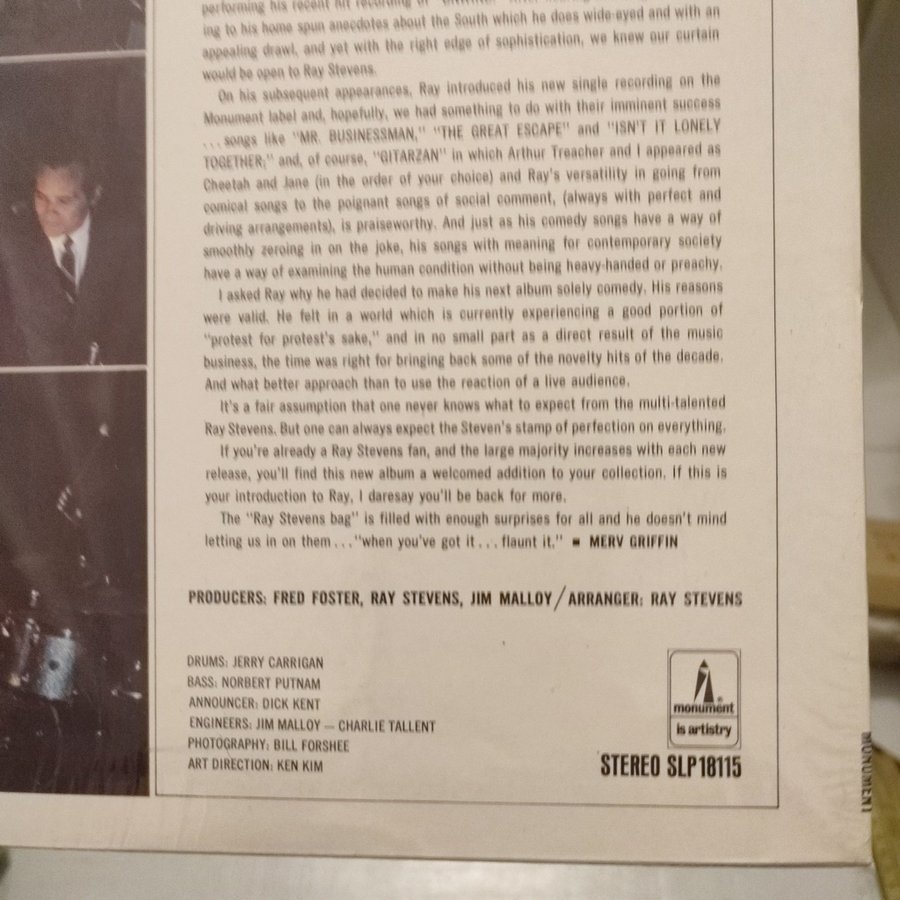 performing his recent hit recording of
ing to his home spun anecdotes about the South which he does wide-eyed and with an
appealing drawl, and yet with the right edge of sophistication, we knew our curtain
would be open to Ray Stevens.
On his subsequent appearances, Ray introduced his new single recording on the
Monument label and, hopefully, we had something to do with their imminent success
...songs like "MR. BUSINESSMAN," "THE GREAT ESCAPE" and "ISN'T IT LONELY
TOGETHER;" and, of course, "GITARZAN" in which Arthur Treacher and I appeared as
Cheetah and Jane (in the order of your choice) and Ray's versatility in going from
comical songs to the poignant songs of social comment, (always with perfect and
driving arrangements), is praiseworthy. And just as his comedy songs have a way of
smoothly zeroing in on the joke, his songs with meaning for contemporary society
have a way of examining the human condition without being heavy-handed or preachy.
I asked Ray why he had decided to make his next album solely comedy. His reasons
were valid. He felt in a world which is currently experiencing a good portion of
"protest for protest's sake," and in no small part as a direct result of the music
business, the time was right for bringing back some of the novelty hits of the decade.
And what better approach than to use the reaction of a live audience.
It's a fair assumption that one never knows what to expect from the multi-talented
Ray Stevens. But one can always expect the Steven's stamp of perfection on everything.
If you're already a Ray Stevens fan, and the large majority increases with each new
release, you'll find this new album a welcomed addition to your collection. If this is
your introduction to Ray, I daresay you'll be back for more.
The "Ray Stevens bag" is filled with enough surprises for all and he doesn't mind
letting us in on them..."when you've got it...flaunt it." ■ MERV GRIFFIN
PRODUCERS: FRED FOSTER, RAY STEVENS, JIM MALLOY/ARRANGER: RAY STEVENS
DRUMS: JERRY CARRIGAN
BASS: NORBERT PUTNAM
ANNOUNCER: DICK KENT
ENGINEERS: JIM MALLOY — CHARLIE TALLENT
PHOTOGRAPHY: BILL FORSHEE
ART DIRECTION: KEN KIM
monument
is artistry
STEREO SLP 18115
MONUMENT